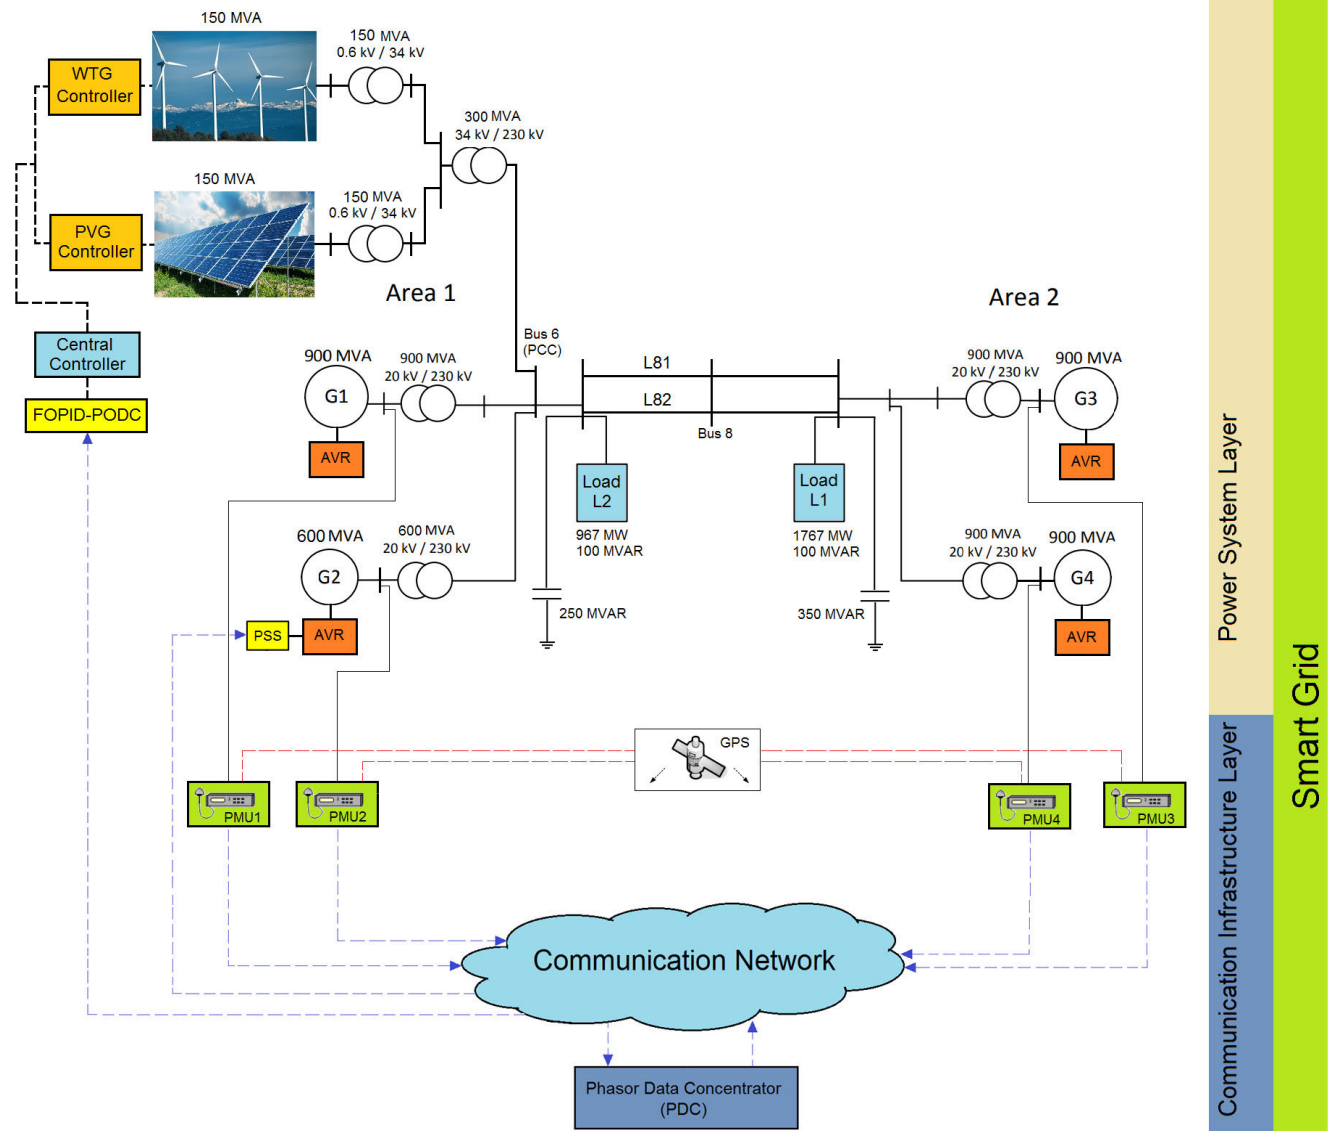 150 MVA
150 MVA
0.6 kV / 34 kV
WTG
Controller
300 MVA
34 kV / 230 kV
150 MVA
150 MVA
0.6 kV / 34 kV
PVG
Controller
Area 1
Area 2
Central
Controller
FOPID-PODC
Bus 6
(PCC)
900 MVA
G1
AVR
900 MVA
20 kV / 230 kV
L81
L82
Bus 8
900 MVA
20 kV / 230 kV
900 MVA
G3
AVR
Load
L2
967 MW
100 MVAR
250 MVAR
Load
L1
1767 MW
100 MVAR
350 MVAR
600 MVA
G2
AVR
PSS
600 MVA
20 kV / 230 kV
900 MVA
20 kV / 230 kV
900 MVA
G4
AVR
GPS
PMU1
PMU2
PMU4
PMU3
Communication Network
Phasor Data Concentrator
(PDC)
Power System Layer
Communication Infrastructure Layer
Smart Grid